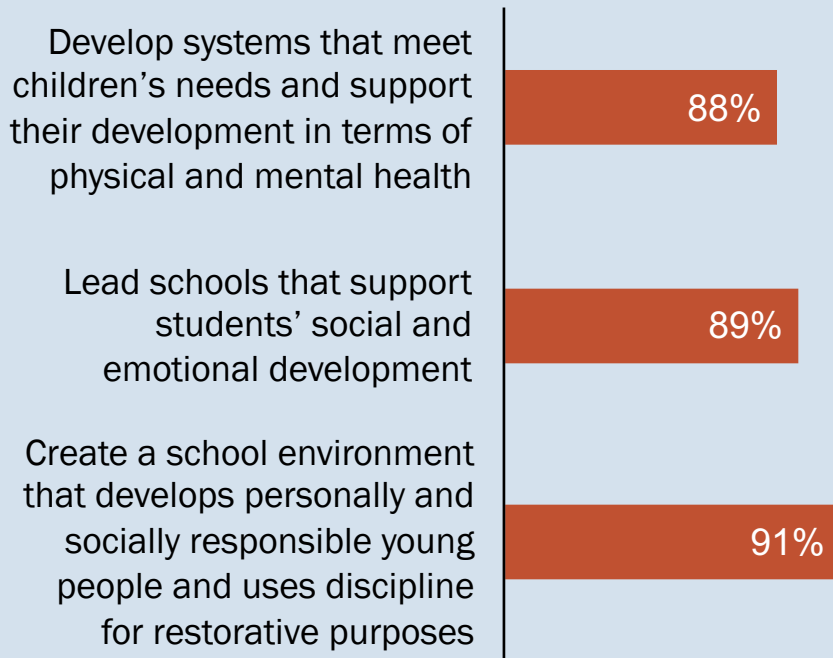 Develop systems that meet
children’s needs and support
their development in terms of
physical and mental health
88%
Lead schools that support
students’ social and
emotional development
89%
Create a school environment
that develops personally and
socially responsible young
people and uses discipline
for restorative purposes
91%